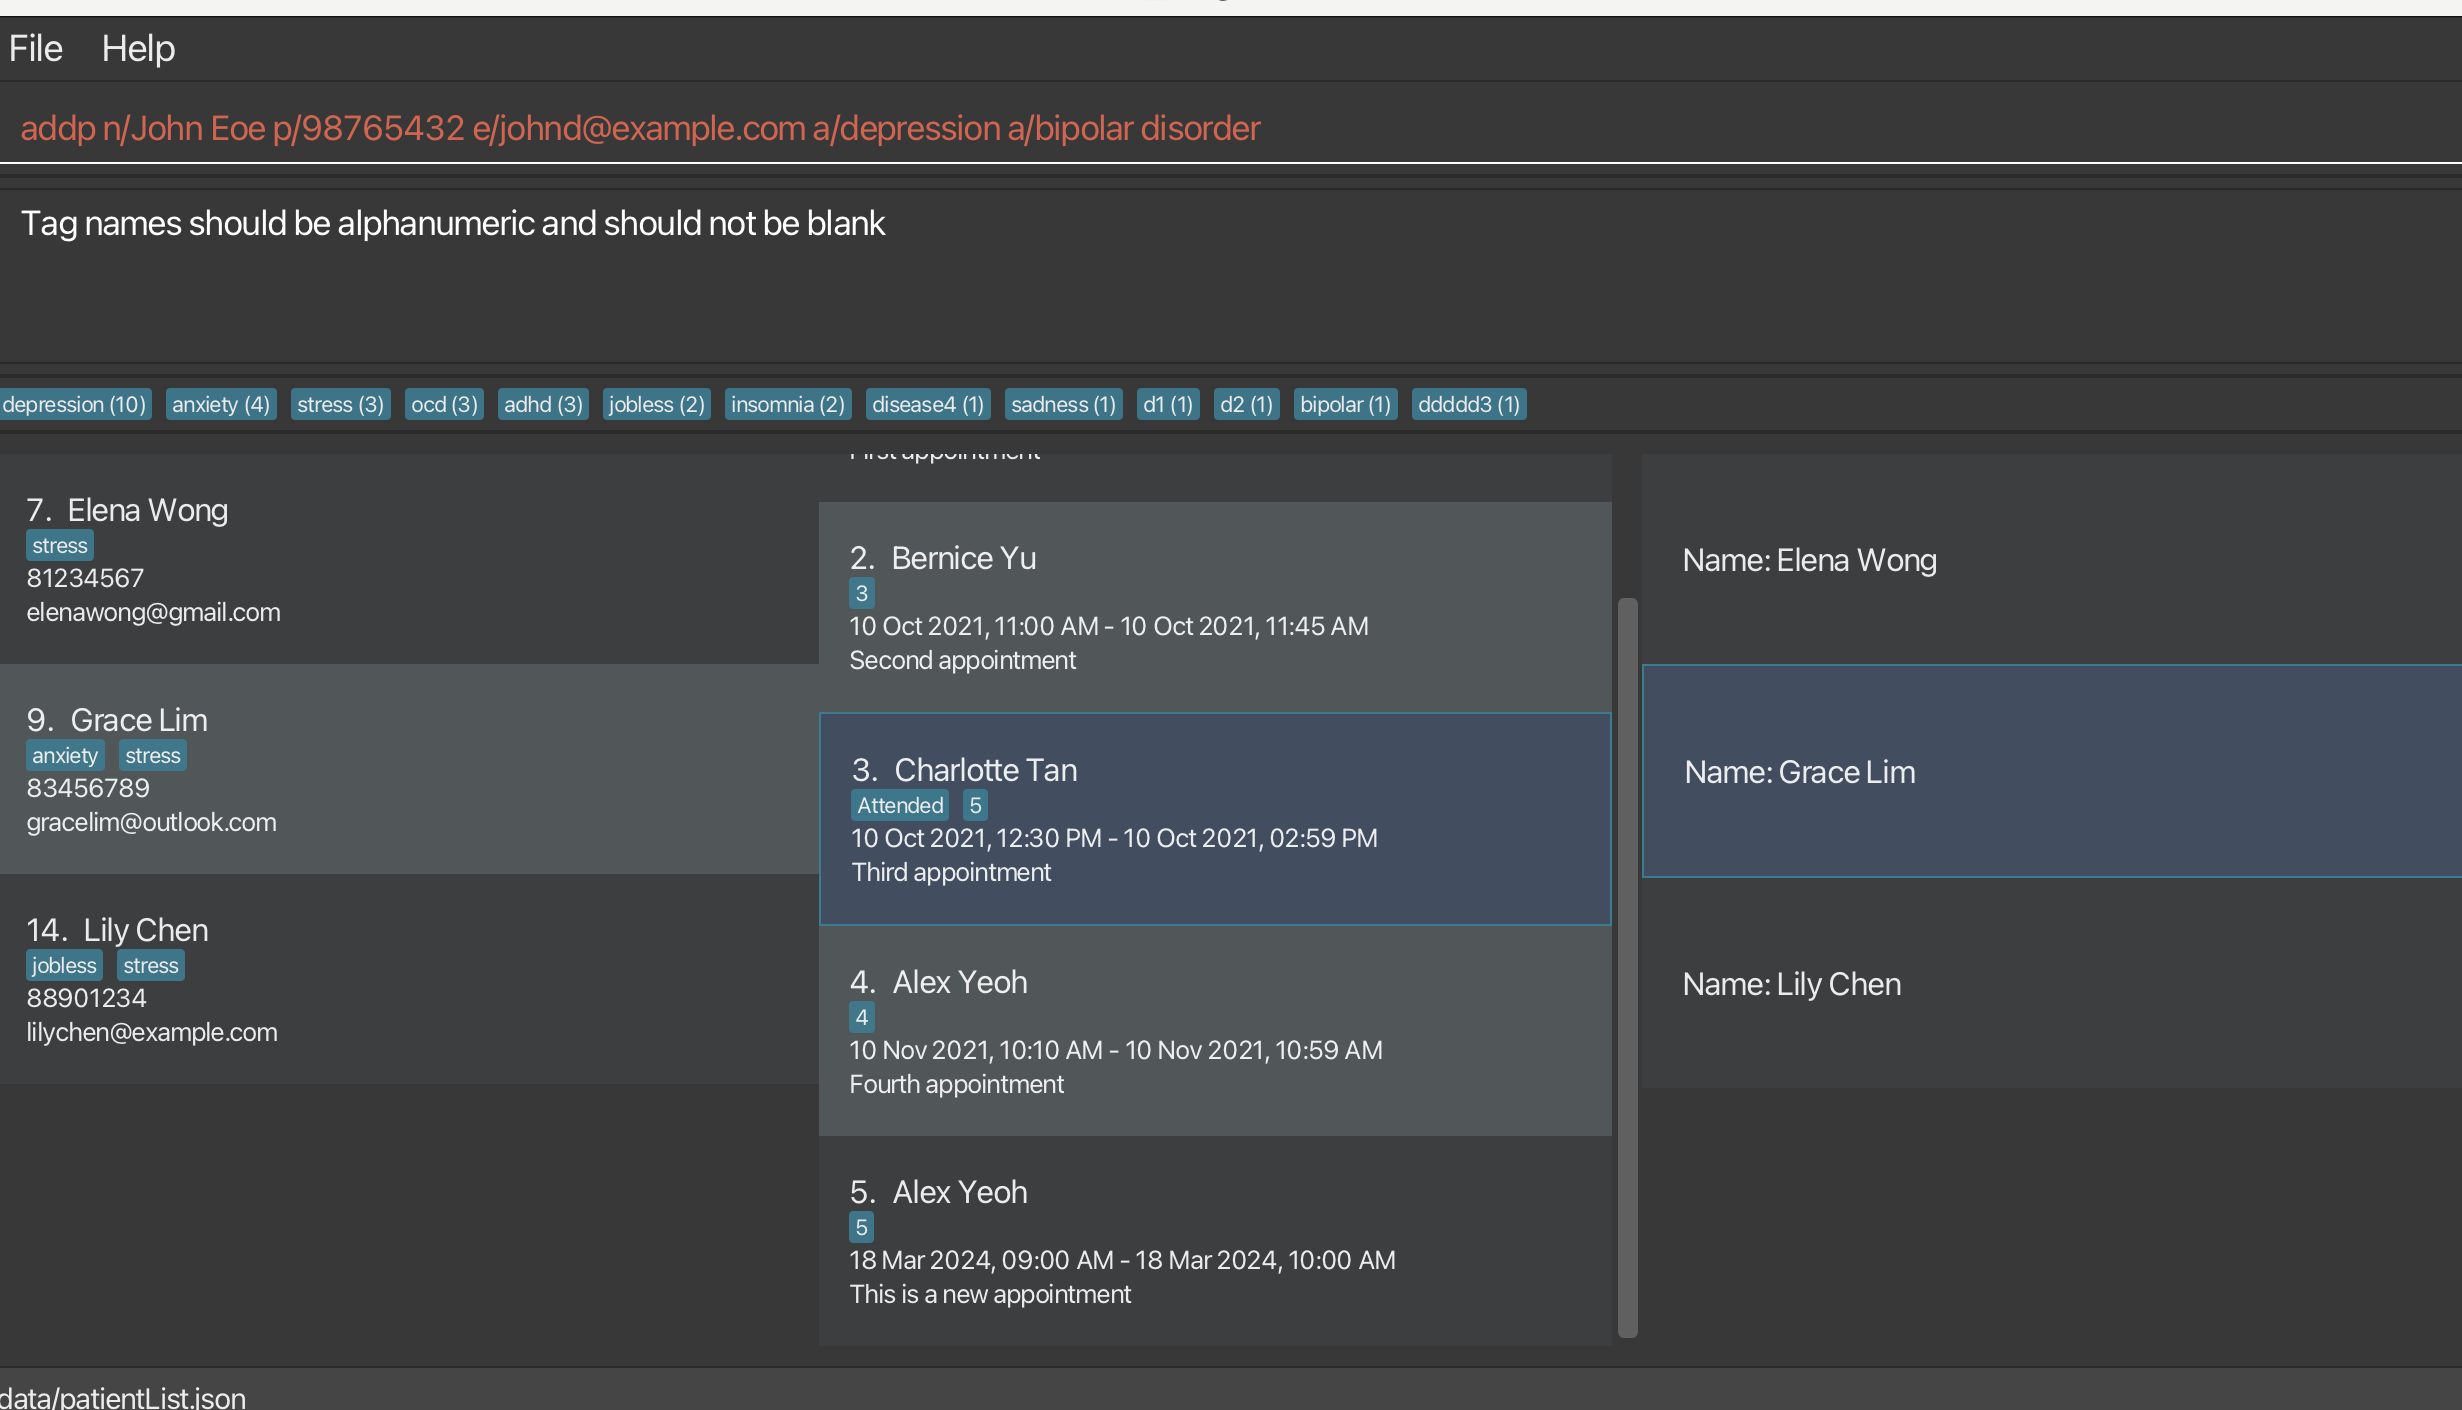 File Help
addp n/John Eoe p/98765432 e/johnd@example.com a/depression a/bipolar disorder
Tag names should be alphanumeric and should not be blank
depression (10) anxiety (4) stress (3) ocd (3) adhd (3) jobless (2) insomnia (2) disease4 (1) sadness (1) d1 (1) d2 (1) bipolar (1) ddddd3 (1)
7. Elena Wong
stress
81234567
elenawong@gmail.com
9. Grace Lim
anxiety stress
83456789
gracelim@outlook.com
14. Lily Chen
jobless stress
88901234
lilychen@example.com
First appointment
2. Bernice Yu
3
10 Oct 2021, 11:00 AM - 10 Oct 2021, 11:45 AM
Second appointment
3. Charlotte Tan
Attended 5
10 Oct 2021, 12:30 PM - 10 Oct 2021, 02:59 PM
Third appointment
4. Alex Yeoh
4
10 Nov 2021, 10:10 AM - 10 Nov 2021, 10:59 AM
Fourth appointment
5. Alex Yeoh
5
18 Mar 2024, 09:00 AM - 18 Mar 2024, 10:00 AM
This is a new appointment
Name: Elena Wong
Name: Grace Lim
Name: Lily Chen
data/patientList.json